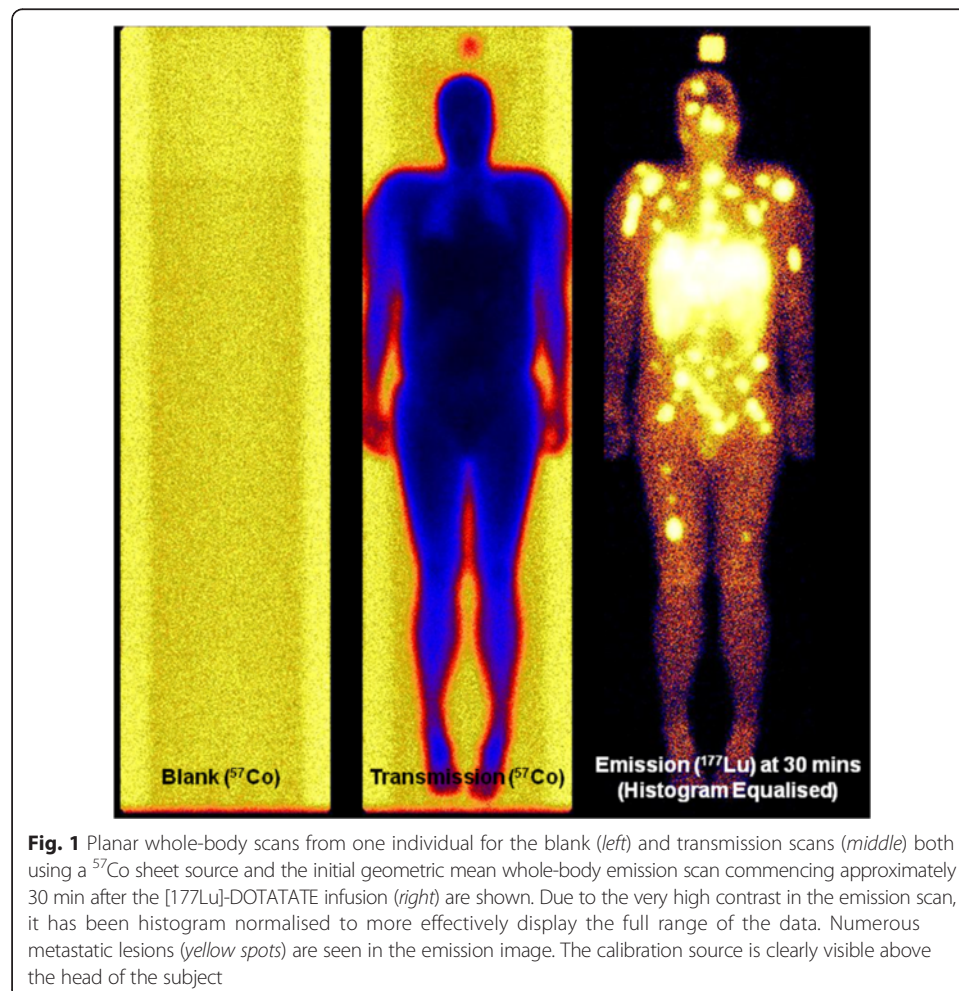 Blank (⁵⁷Co)
Transmission (⁵⁷Co)
Emission (¹⁷⁷Lu) at 30 mins
(Histogram Equalised)
Fig. 1 Planar whole-body scans from one individual for the blank (left) and transmission scans (middle) both
using a ⁵⁷Co sheet source and the initial geometric mean whole-body emission scan commencing approximately
30 min after the [177Lu]-DOTATATE infusion (right) are shown. Due to the very high contrast in the emission scan,
it has been histogram normalised to more effectively display the full range of the data. Numerous
metastatic lesions (yellow spots) are seen in the emission image. The calibration source is clearly visible above
the head of the subject